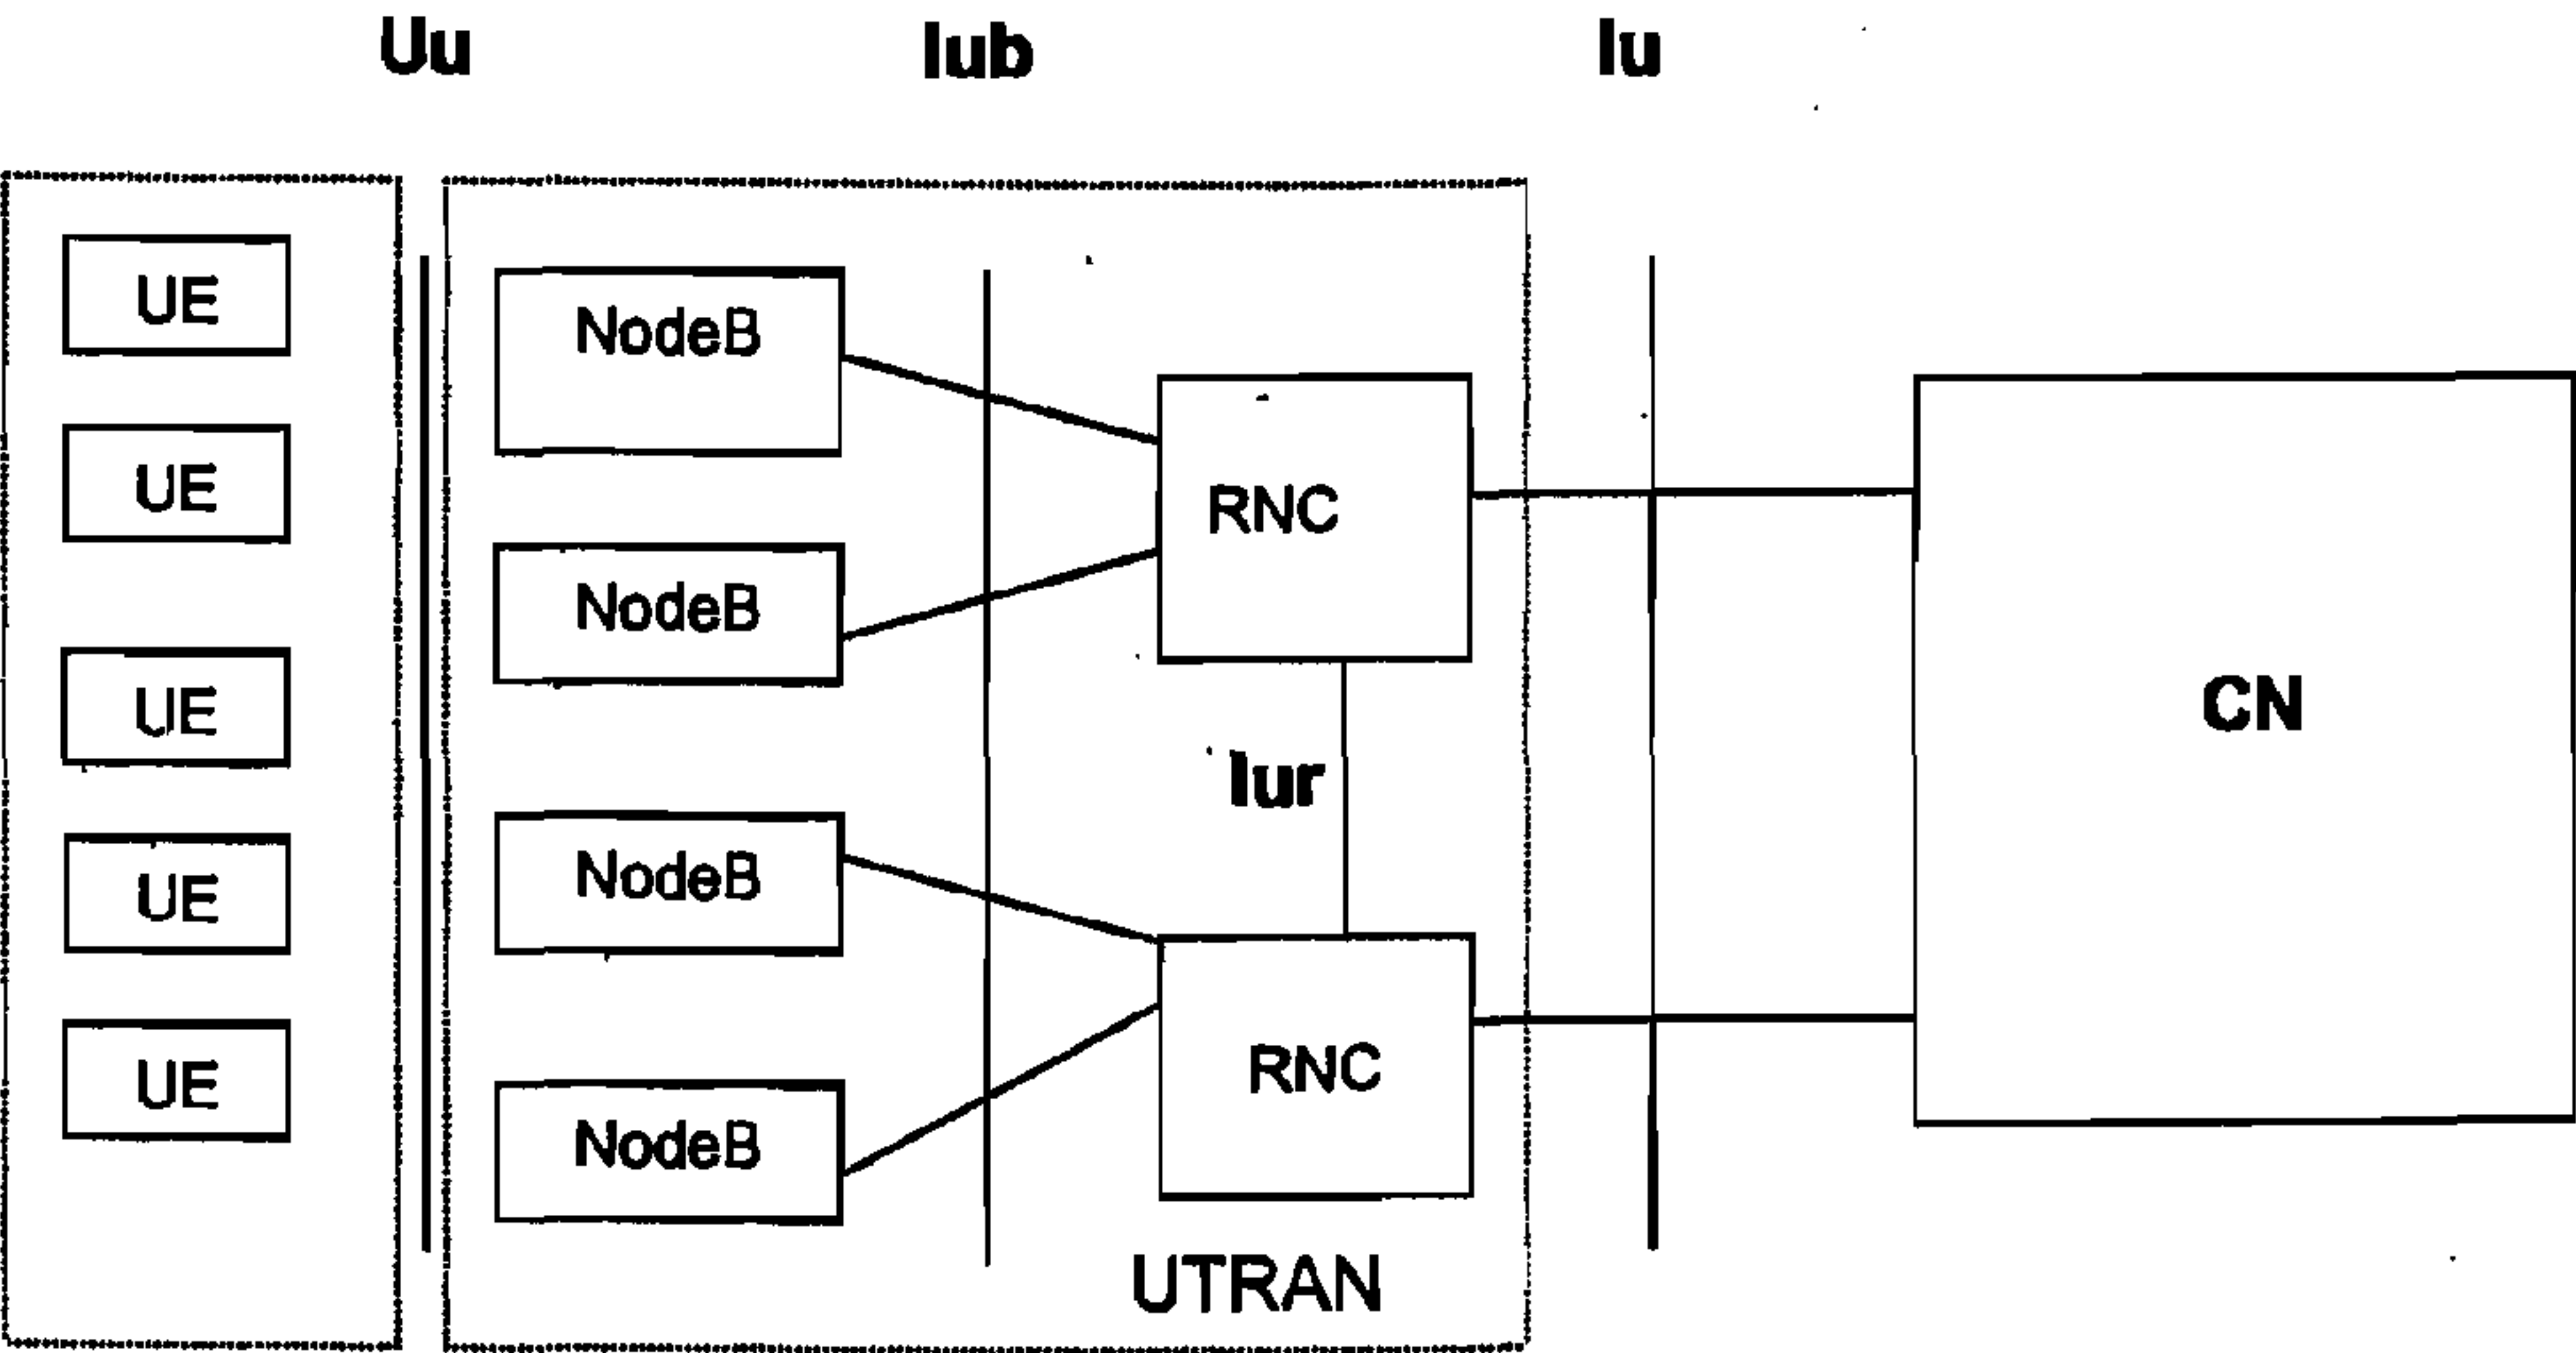 Uu
Iub
Iu
UE
UE
UE
UE
UE
NodeB
NodeB
NodeB
NodeB
RNC
Iur
RNC
UTRAN
CN